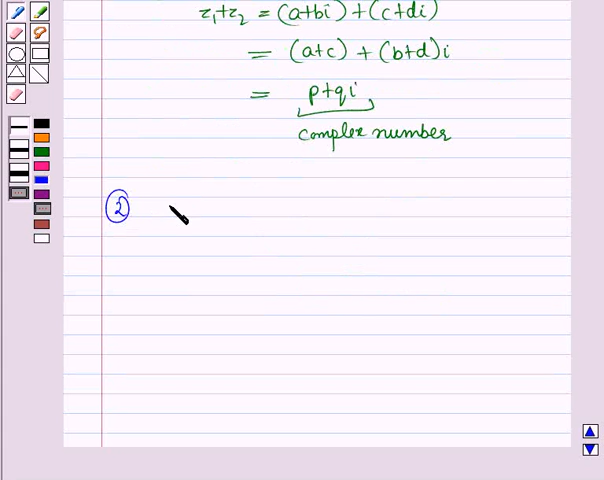 z₁+z₂ = (a+bi)+(c+di)
= (a+c) + (b+d)i
= p+qi
complex number
2